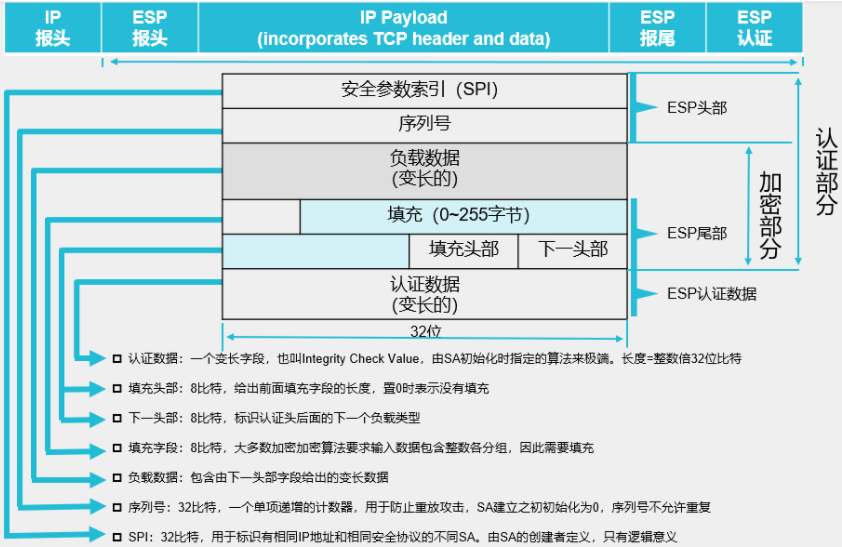 IP
报头
ESP
报头
IP Payload
(incorporates TCP header and data)
ESP
报尾
ESP
认证
安全参数索引（SPI）
序列号
负载数据
(变长的)
填充（0~255字节）
填充头部
下一头部
认证数据
(变长的)
32位
ESP头部
ESP尾部
ESP认证数据
加密部分
认证部分
认证数据：一个变长字段，也叫Integrity Check Value，由SA初始化时指定的算法来极端。长度=整数倍32位比特
填充头部：8比特，给出前面填充字段的长度，置0时表示没有填充
下一头部：8比特，标识认证头后面的下一个负载类型
填充字段：8比特，大多数加密加密算法要求输入数据包含整数各分组，因此需要填充
负载数据：包含由下一头部字段给出的变长数据
序列号：32比特，一个单项递增的计数器，用于防止重放攻击，SA建立之初初始化为0，序列号不允许重复
SPI：32比特，用于标识有相同IP地址和相同安全协议的不同SA。由SA的创建者定义，只有逻辑意义